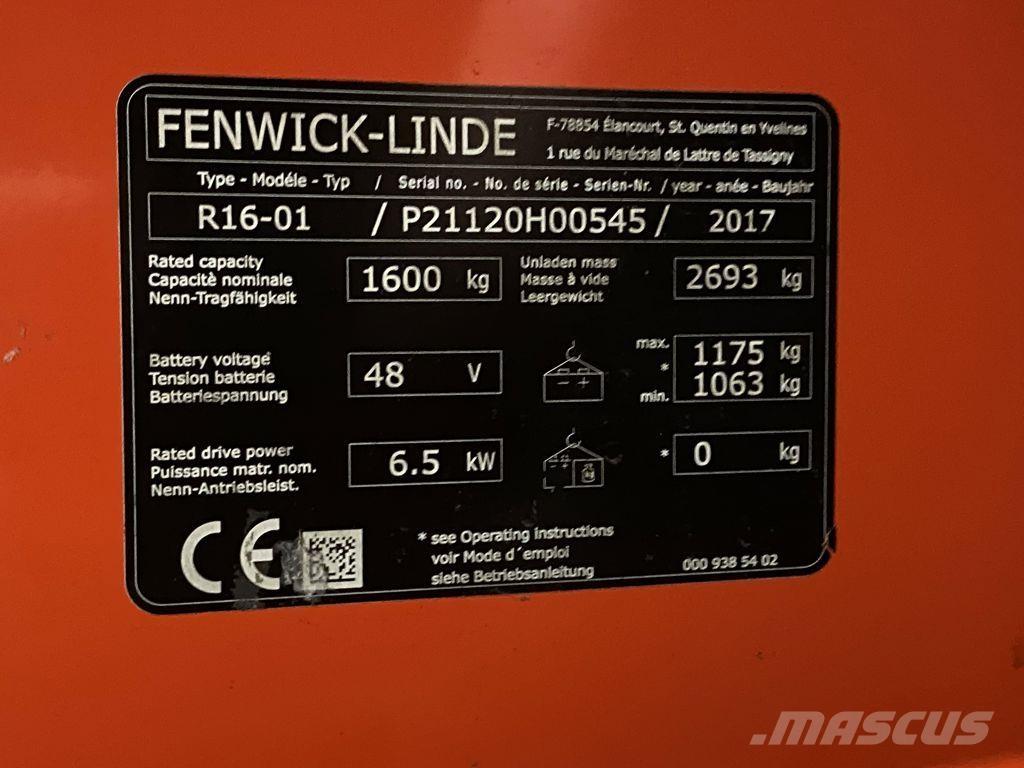 FENWICK-LINDE
F-78854 Élancourt, St. Quentin en Yvelines
1 rue du Maréchal de Lattre de Tassigny
Type - Modéle - Typ / Serial no. - No. de série - Serien-Nr. / year - anée - Baujahr
R16-01 / P21120H00545 / 2017
Rated capacity
Capacitè nominale
Nenn-Tragfähigkeit
1600 kg
Unladen mass
Masse à vide
Leergewicht
2693 kg
Battery voltage
Tension batterie
Batteriespannung
48 V
max.
*
min.
1175 kg
1063 kg
Rated drive power
Puissance matr. nom.
Nenn-Antriebsleist.
6.5 kW
* 0 kg
CE
* see Operating instructions
voir Mode d´emploi
siehe Betriebsanleitung
000 938 54 02
.MASCUS